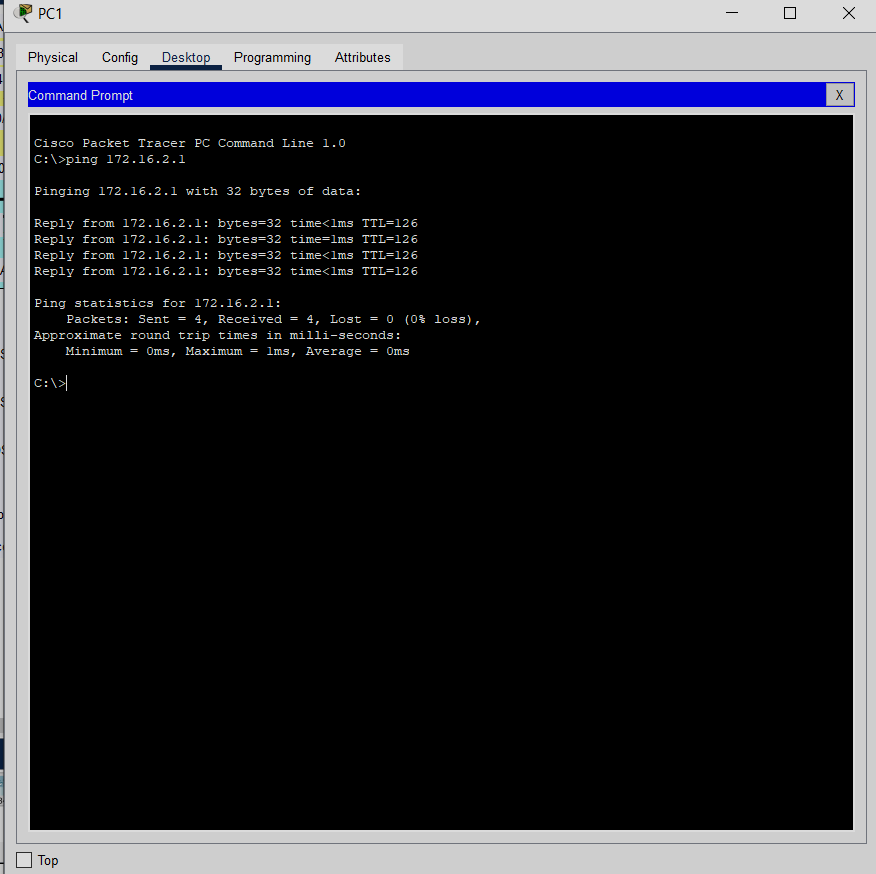 PC1
Physical Config Desktop Programming Attributes
Command Prompt X
Cisco Packet Tracer PC Command Line 1.0
C:\>ping 172.16.2.1
Pinging 172.16.2.1 with 32 bytes of data:
Reply from 172.16.2.1: bytes=32 time<1ms TTL=126
Reply from 172.16.2.1: bytes=32 time=1ms TTL=126
Reply from 172.16.2.1: bytes=32 time<1ms TTL=126
Reply from 172.16.2.1: bytes=32 time<1ms TTL=126
Ping statistics for 172.16.2.1:
Packets: Sent = 4, Received = 4, Lost = 0 (0% loss),
Approximate round trip times in milli-seconds:
Minimum = 0ms, Maximum = 1ms, Average = 0ms
C:\>
Top